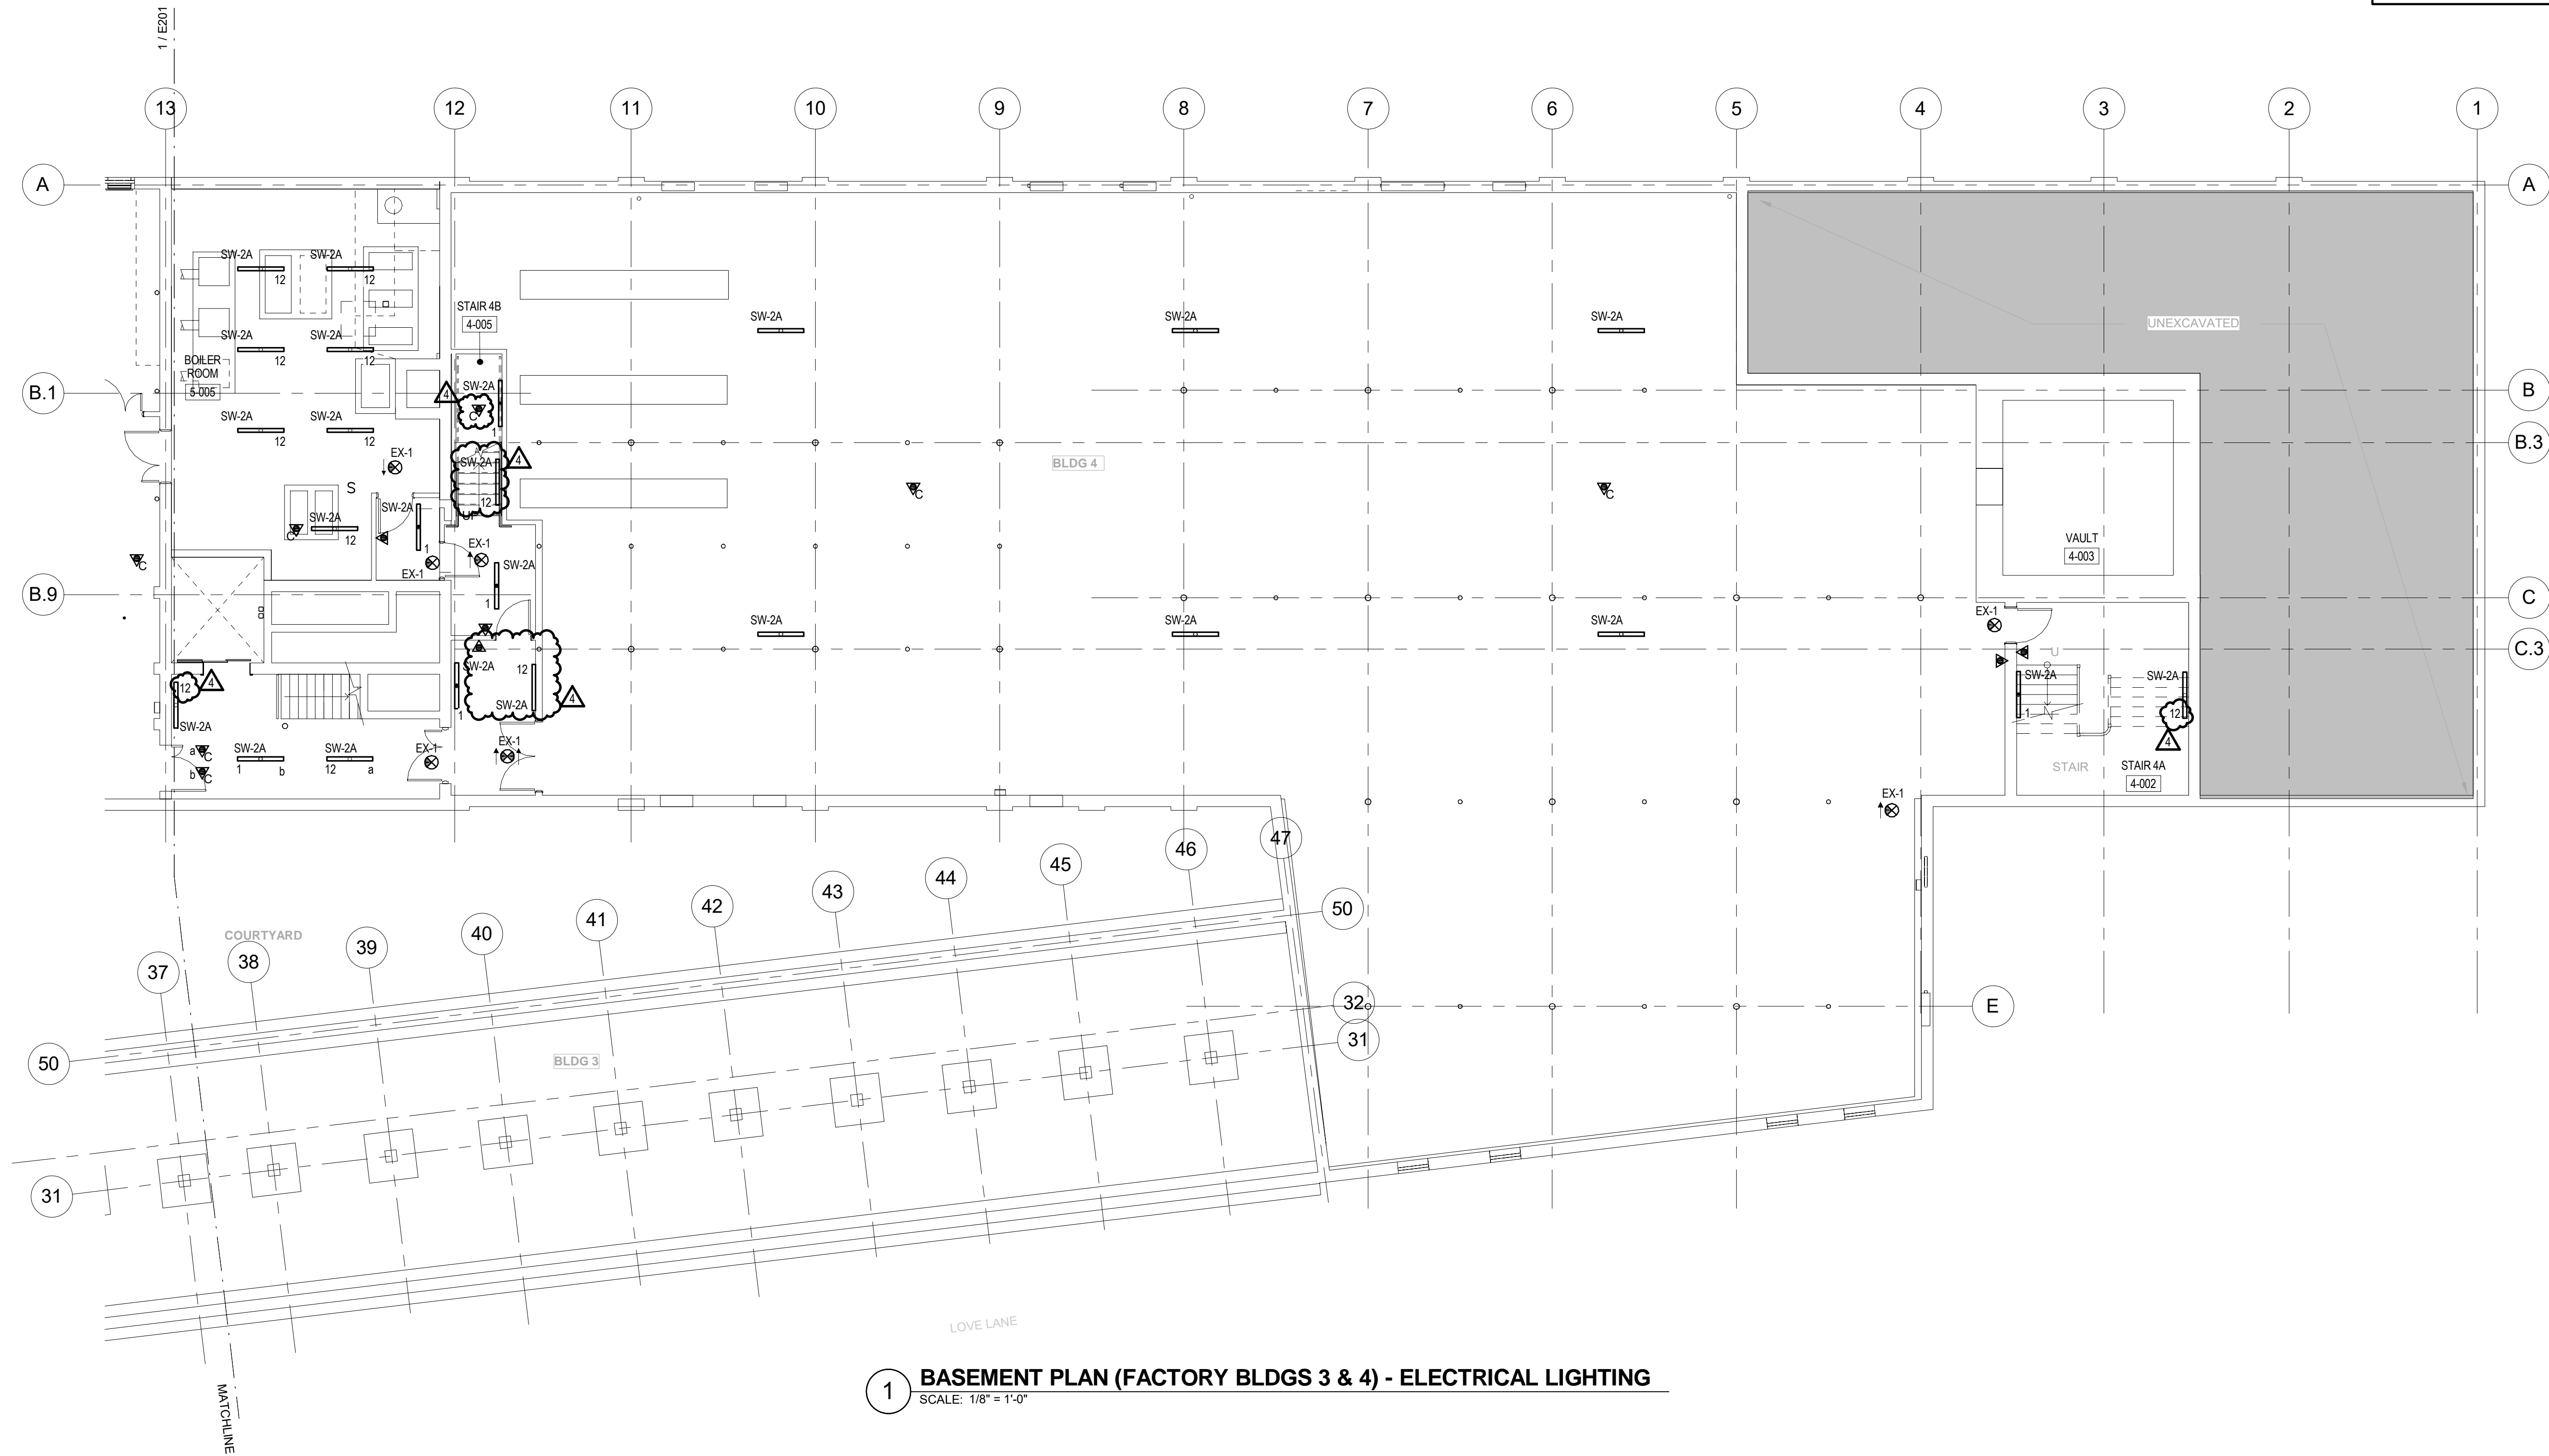 1 / E201
13
12
11
10
9
8
7
6
5
4
3
2
1
A
A
SW-2A
SW-2A
12
12
STAIR 4B
4-005
SW-2A
SW-2A
SW-2A
UNEXCAVATED
SW-2A
SW-2A
12
12
BOILER
ROOM
5-005
B.1
SW-2A
4
C
1
B
SW-2A
SW-2A
12
12
B.3
EX-1
SW-2A
4
12
BLDG 4
S
C
C
SW-2A
SW-2A
C
12
UP
1
EX-1
EX-1
C
VAULT
4-003
SW-2A
1
B.9
C
SW-2A
SW-2A
SW-2A
EX-1
C.3
U
SW-2A
12
SW-2A
1
4
12
4
SW-2A
SW-2A
1
SW-2A
12
4
a
C
b
C
SW-2A
1
b
SW-2A
12
a
EX-1
EX-1
STAIR
STAIR 4A
4-002
EX-1
47
46
45
44
43
42
41
40
39
38
37
50
COURTYARD
32
31
E
50
BLDG 3
31
LOVE LANE
MATCHLINE
1
BASEMENT PLAN (FACTORY BLDGS 3 & 4) - ELECTRICAL LIGHTING
SCALE: 1/8" = 1'-0"